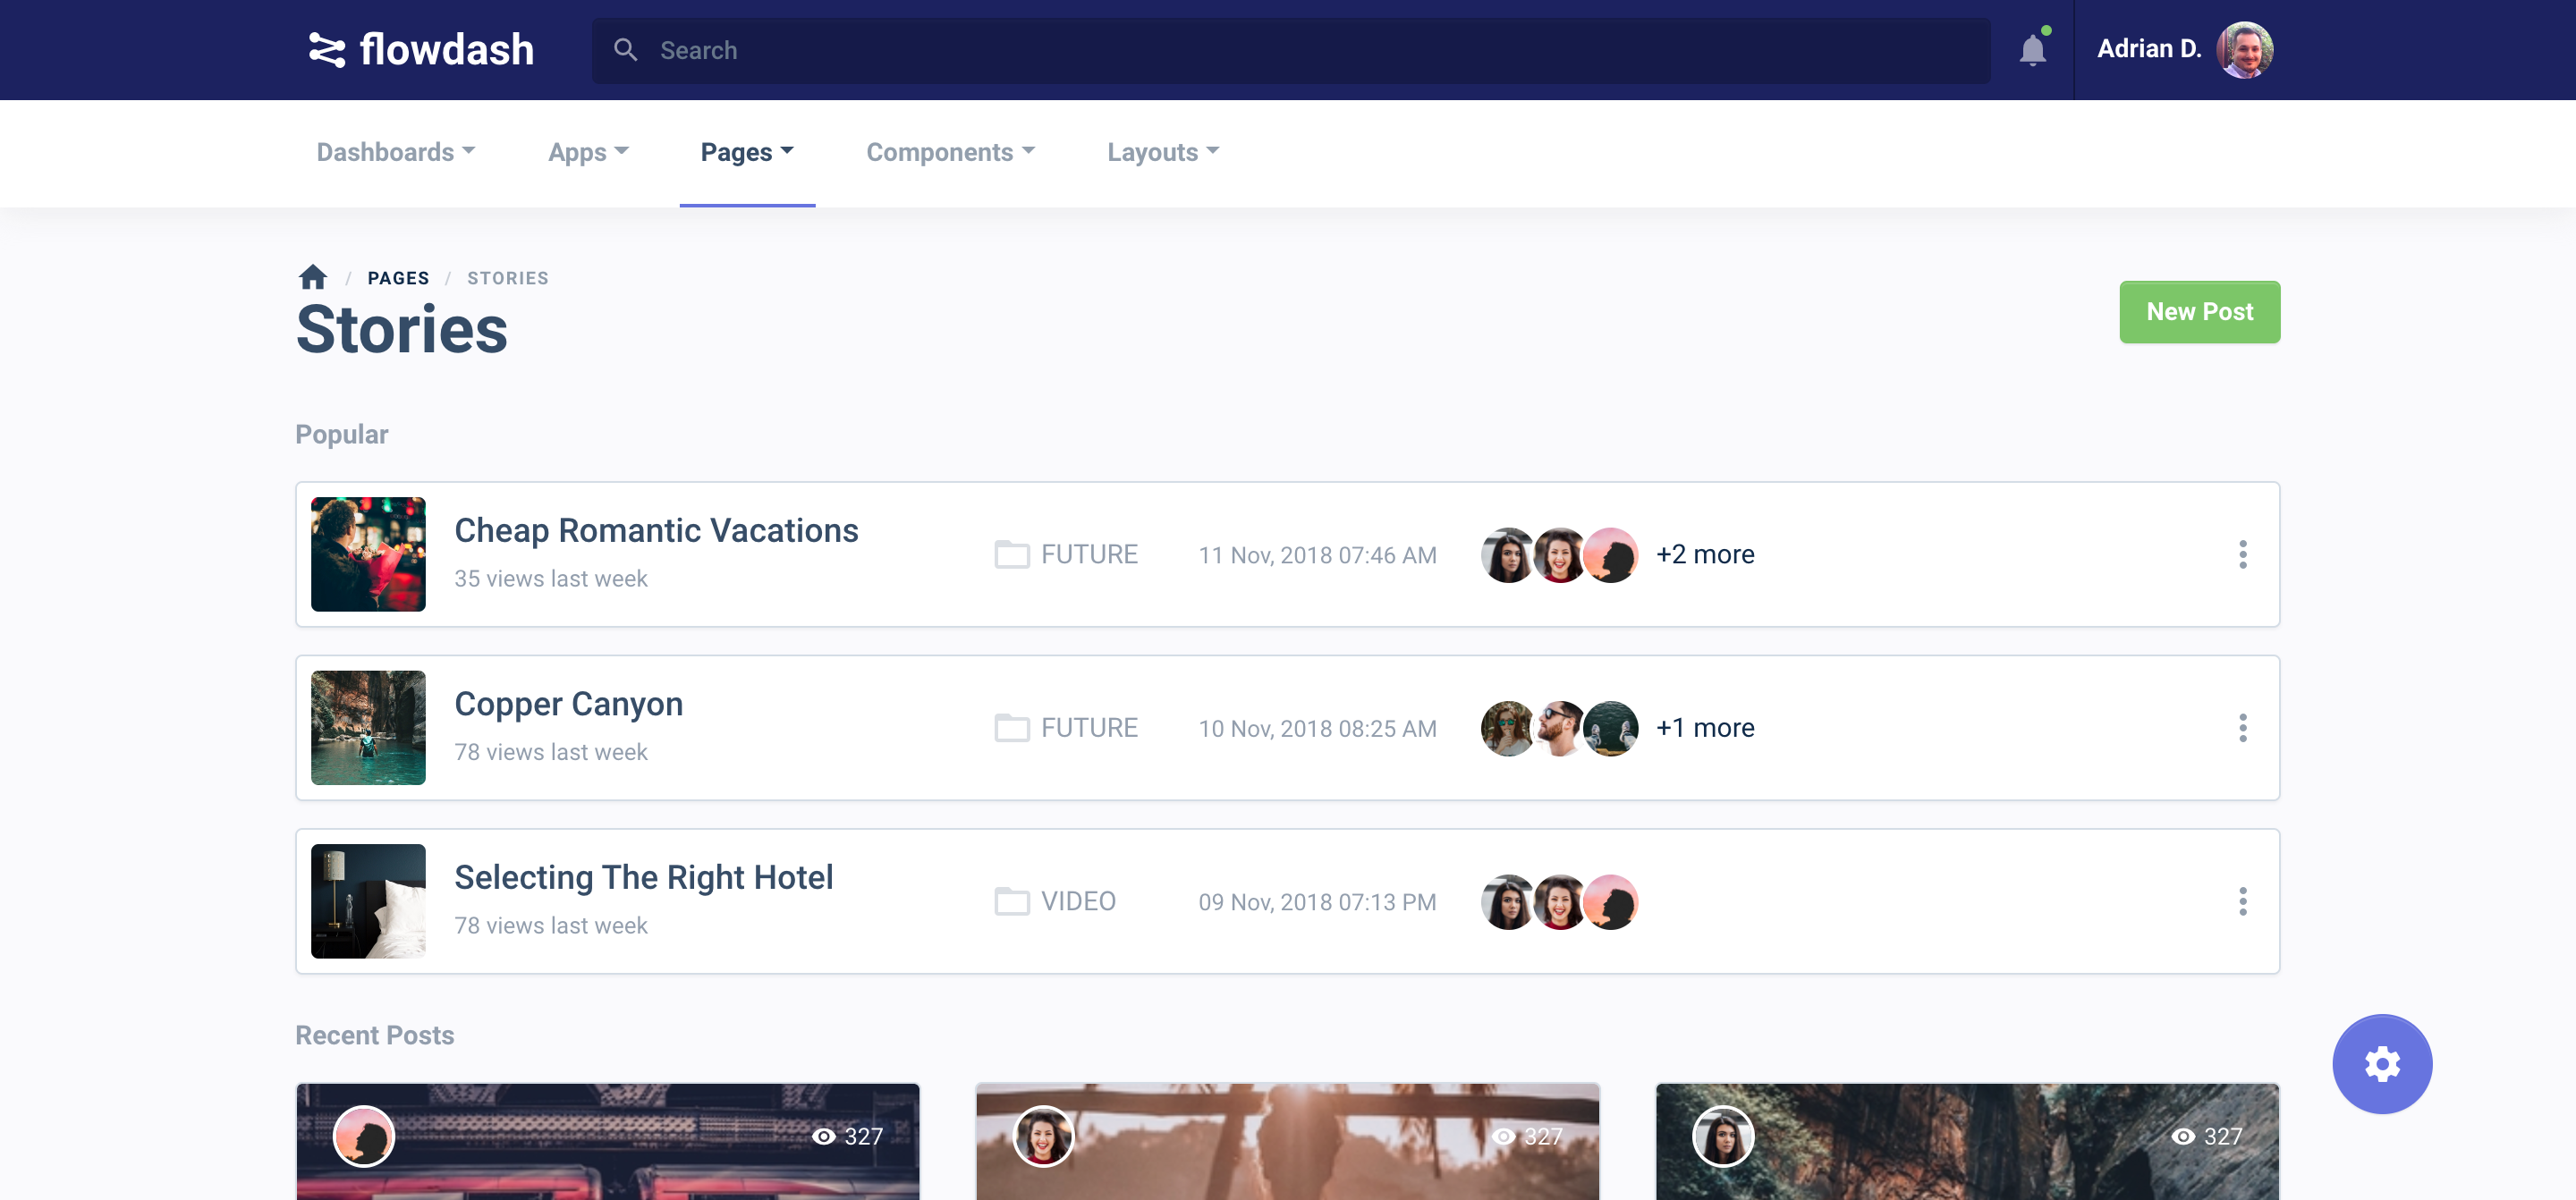 flowdash
Search
Adrian D.
Dashboards
Apps
Pages
Components
Layouts
/ PAGES / STORIES
Stories
New Post
Popular
Cheap Romantic Vacations
35 views last week
FUTURE
11 Nov, 2018 07:46 AM
+2 more
Copper Canyon
78 views last week
FUTURE
10 Nov, 2018 08:25 AM
+1 more
Selecting The Right Hotel
78 views last week
VIDEO
09 Nov, 2018 07:13 PM
Recent Posts
327
327
327